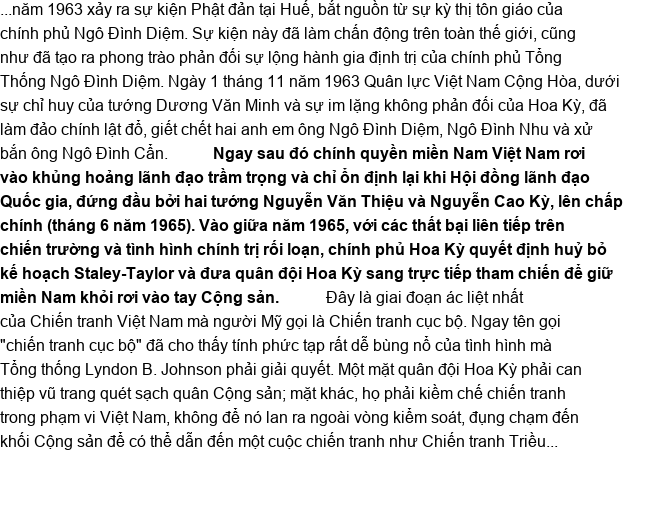 ...năm 1963 xảy ra sự kiện Phật đản tại Huế, bắt nguồn từ sự kỳ thị tôn giáo của
chính phủ Ngô Đình Diệm. Sự kiện này đã làm chấn động trên toàn thế giới, cũng
như đã tạo ra phong trào phản đối sự lộng hành gia định trị của chính phủ Tổng
Thống Ngô Đình Diệm. Ngày 1 tháng 11 năm 1963 Quân lực Việt Nam Cộng Hòa, dưới
sự chỉ huy của tướng Dương Văn Minh và sự im lặng không phản đối của Hoa Kỳ, đã
làm đảo chính lật đổ, giết chết hai anh em ông Ngô Đình Diệm, Ngô Đình Nhu và xử
bắn ông Ngô Đình Cẩn. Ngay sau đó chính quyền miền Nam Việt Nam rơi
vào khủng hoảng lãnh đạo trầm trọng và chỉ ổn định lại khi Hội đồng lãnh đạo
Quốc gia, đứng đầu bởi hai tướng Nguyễn Văn Thiệu và Nguyễn Cao Kỳ, lên chấp
chính (tháng 6 năm 1965). Vào giữa năm 1965, với các thất bại liên tiếp trên
chiến trường và tình hình chính trị rối loạn, chính phủ Hoa Kỳ quyết định huỷ bỏ
kế hoạch Staley-Taylor và đưa quân đội Hoa Kỳ sang trực tiếp tham chiến để giữ
miền Nam khỏi rơi vào tay Cộng sản. Đây là giai đoạn ác liệt nhất
của Chiến tranh Việt Nam mà người Mỹ gọi là Chiến tranh cục bộ. Ngay tên gọi
"chiến tranh cục bộ" đã cho thấy tính phức tạp rất dễ bùng nổ của tình hình mà
Tổng thống Lyndon B. Johnson phải giải quyết. Một mặt quân đội Hoa Kỳ phải can
thiệp vũ trang quét sạch quân Cộng sản; mặt khác, họ phải kiềm chế chiến tranh
trong phạm vi Việt Nam, không để nó lan ra ngoài vòng kiểm soát, đụng chạm đến
khối Cộng sản để có thể dẫn đến một cuộc chiến tranh như Chiến tranh Triều...